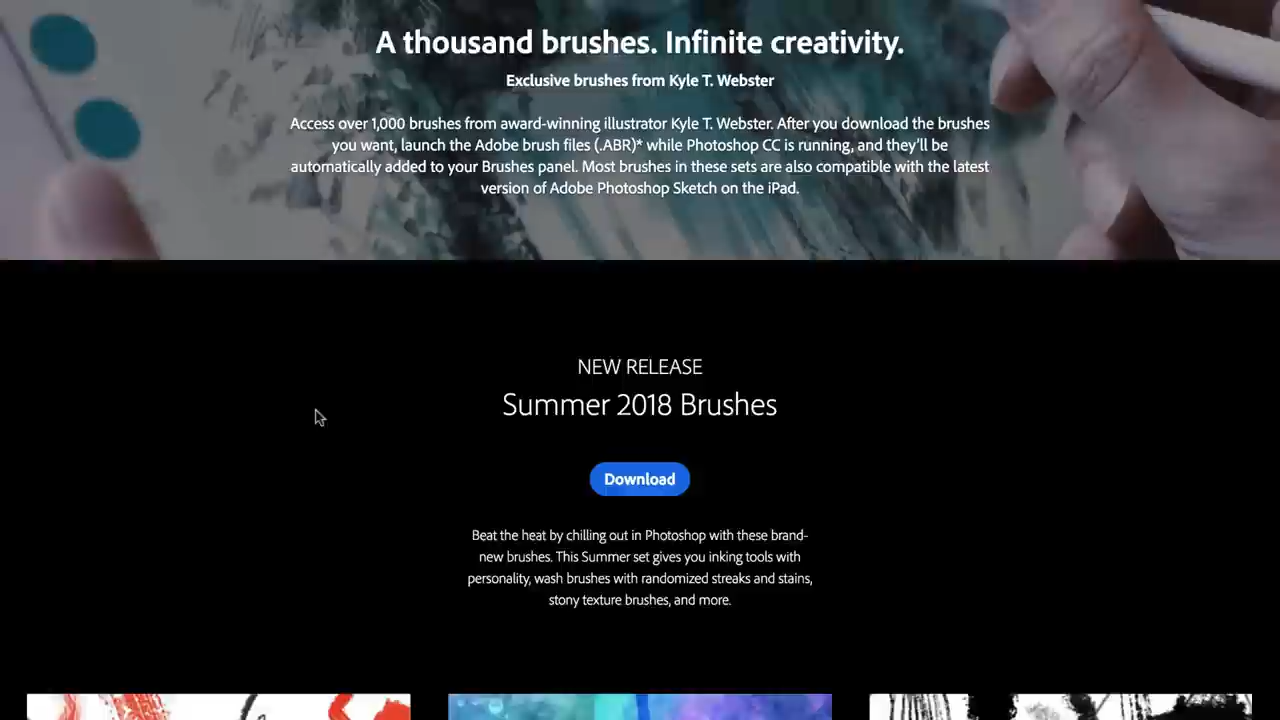 A thousand brushes. Infinite creativity.
Exclusive brushes from Kyle T. Webster
Access over 1,000 brushes from award-winning illustrator Kyle T. Webster. After you download the brushes
you want, launch the Adobe brush files (.ABR)* while Photoshop CC is running, and they'll be
automatically added to your Brushes panel. Most brushes in these sets are also compatible with the latest
version of Adobe Photoshop Sketch on the iPad.
NEW RELEASE
Summer 2018 Brushes
Download
Beat the heat by chilling out in Photoshop with these brand-
new brushes. This Summer set gives you inking tools with
personality, wash brushes with randomized streaks and stains,
stony texture brushes, and more.